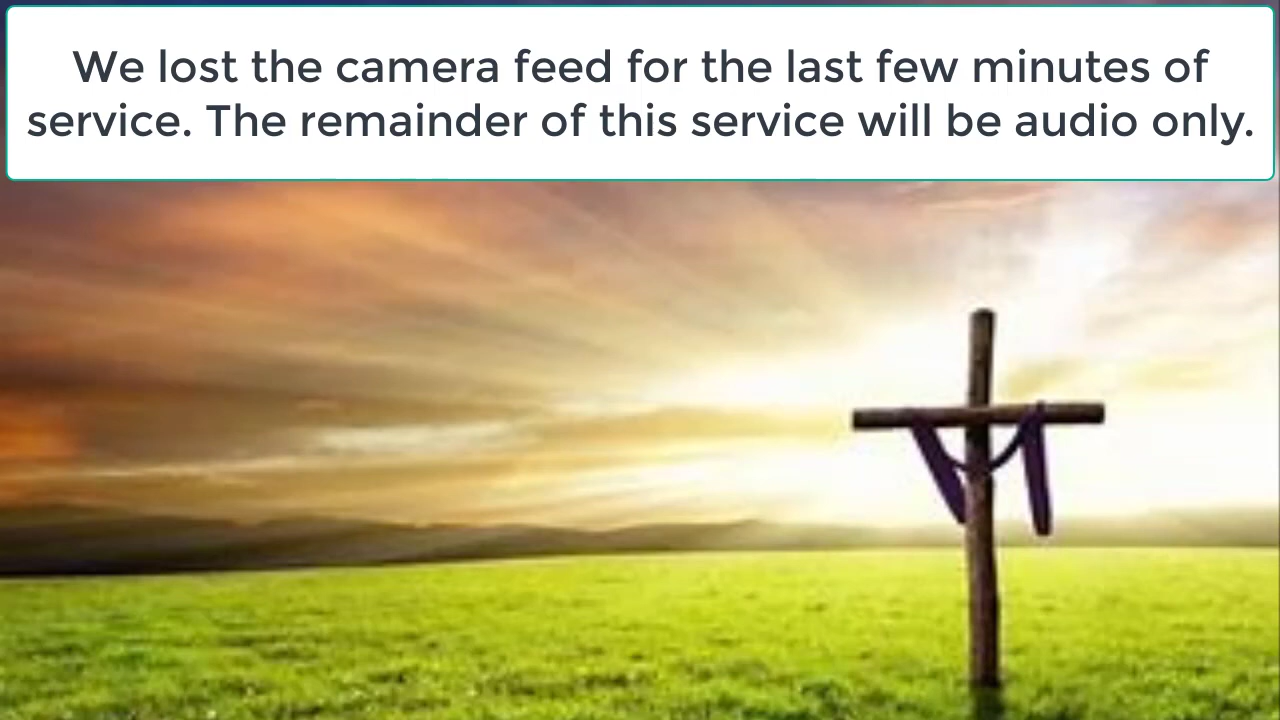 We lost the camera feed for the last few minutes of
service. The remainder of this service will be audio only.